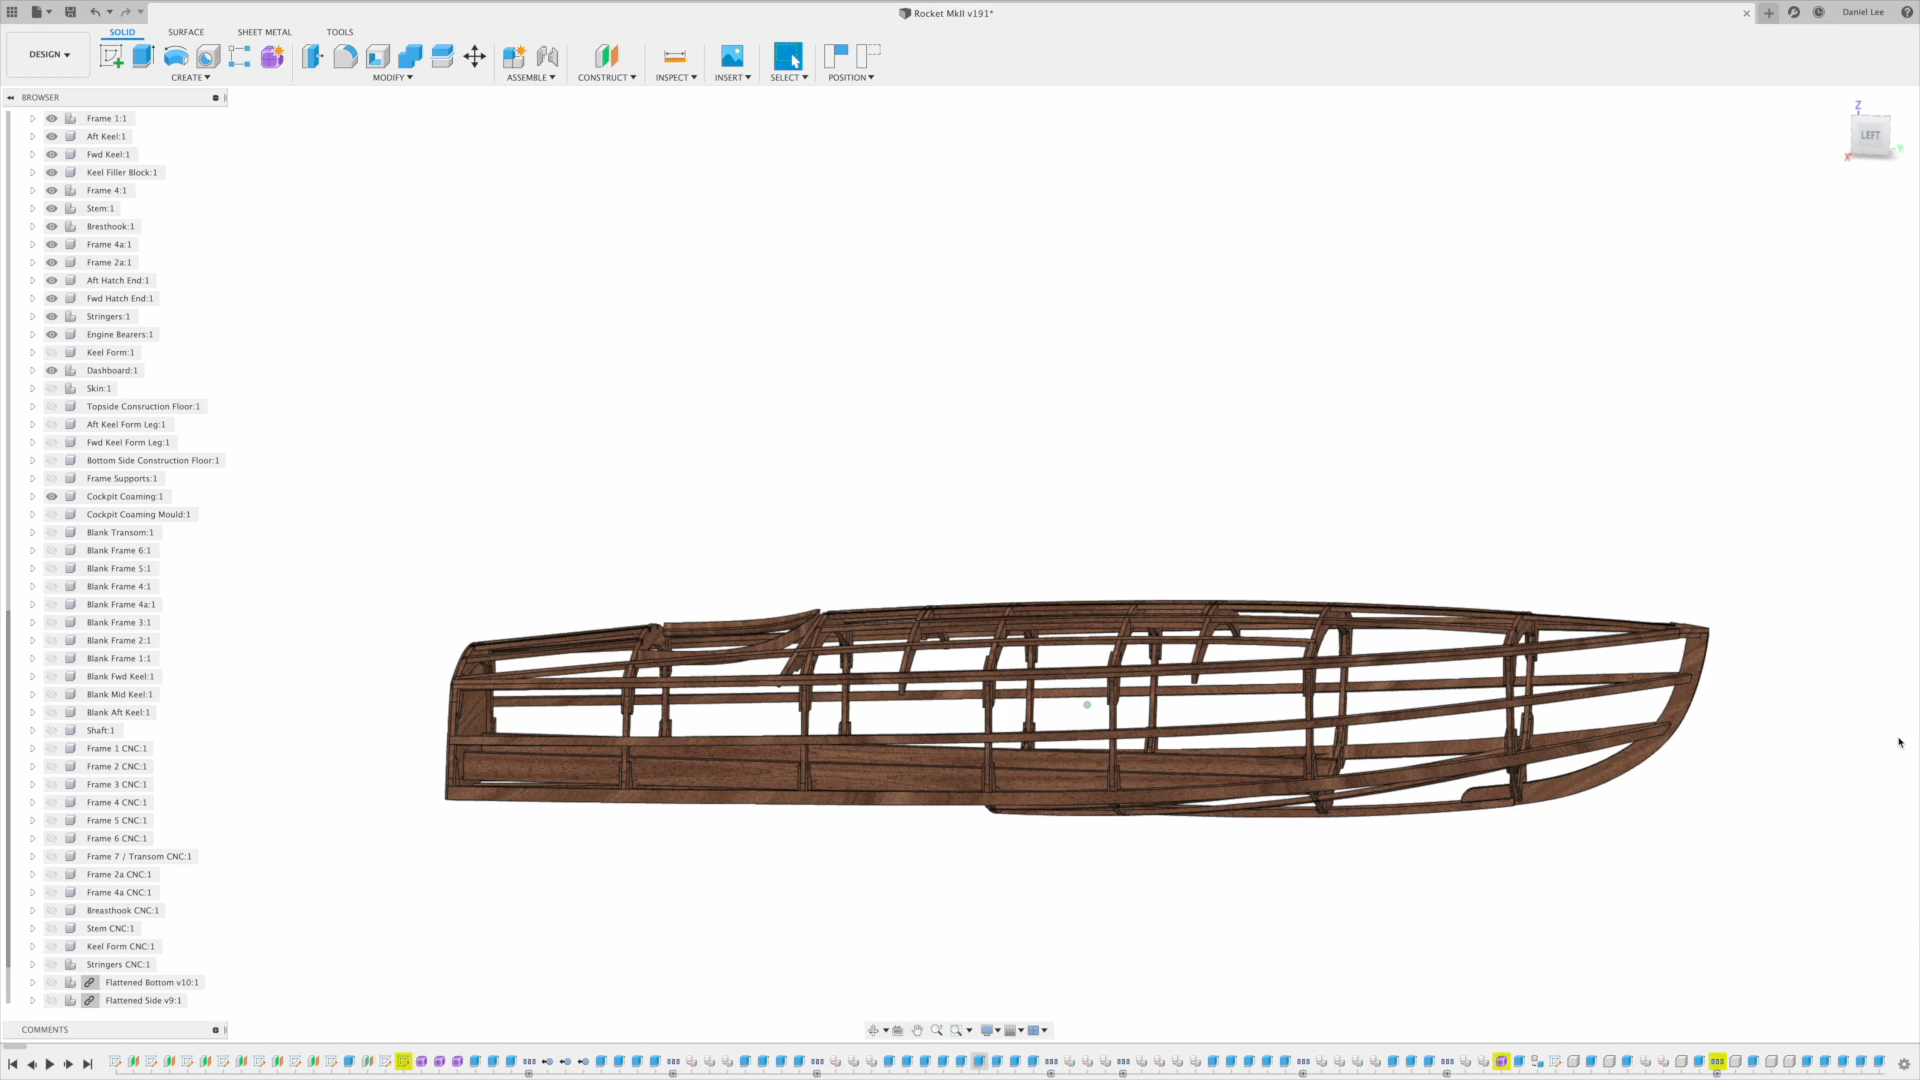 Rocket MkII v191*
Daniel Lee
SOLID SURFACE SHEET METAL TOOLS
DESIGN ▾
CREATE ▾ MODIFY ▾ ASSEMBLE ▾ CONSTRUCT ▾ INSPECT ▾ INSERT ▾ SELECT ▾ POSITION ▾
BROWSER
Z
LEFT
X
Y
Frame 1:1
Aft Keel:1
Fwd Keel:1
Keel Filler Block:1
Frame 4:1
Stem:1
Bresthook:1
Frame 4a:1
Frame 2a:1
Aft Hatch End:1
Fwd Hatch End:1
Stringers:1
Engine Bearers:1
Keel Form:1
Dashboard:1
Skin:1
Topside Consruction Floor:1
Aft Keel Form Leg:1
Fwd Keel Form Leg:1
Bottom Side Construction Floor:1
Frame Supports:1
Cockpit Coaming:1
Cockpit Coaming Mould:1
Blank Transom:1
Blank Frame 6:1
Blank Frame 5:1
Blank Frame 4:1
Blank Frame 4a:1
Blank Frame 3:1
Blank Frame 2:1
Blank Frame 1:1
Blank Fwd Keel:1
Blank Mid Keel:1
Blank Aft Keel:1
Shaft:1
Frame 1 CNC:1
Frame 2 CNC:1
Frame 3 CNC:1
Frame 4 CNC:1
Frame 5 CNC:1
Frame 6 CNC:1
Frame 7 / Transom CNC:1
Frame 2a CNC:1
Frame 4a CNC:1
Breasthook CNC:1
Stem CNC:1
Keel Form CNC:1
Stringers CNC:1
Flattened Bottom v10:1
Flattened Side v9:1
COMMENTS